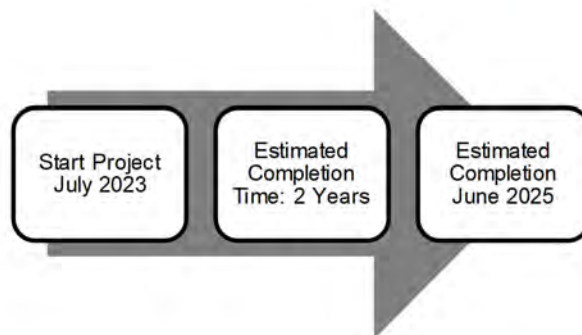 Start Project
July 2023
Estimated
Completion
Time: 2 Years
Estimated
Completion
June 2025